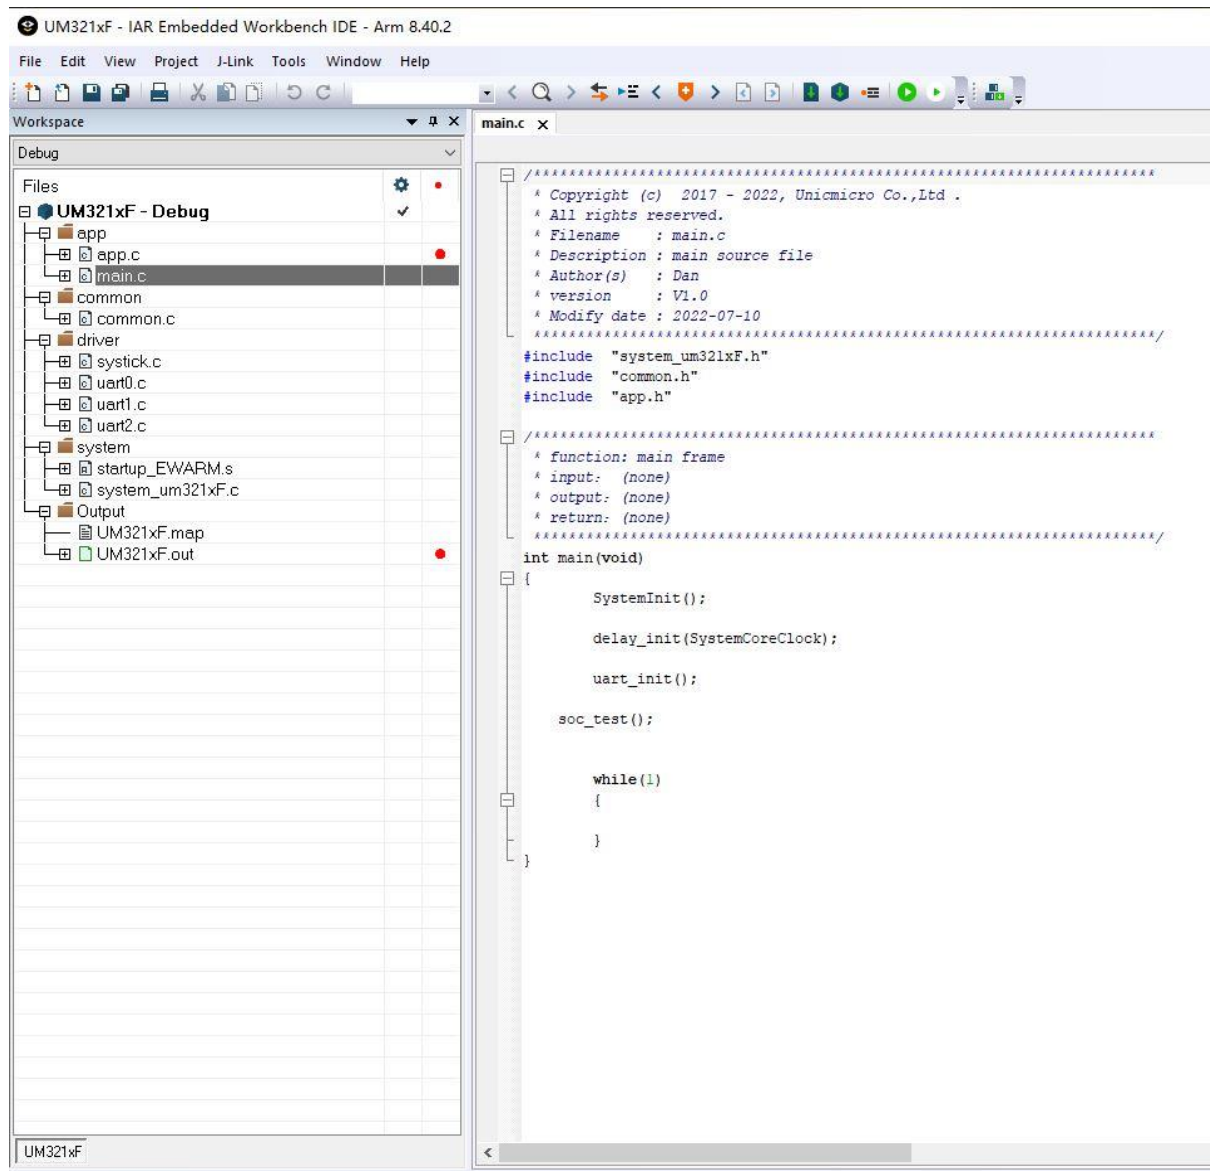 UM321xF - IAR Embedded Workbench IDE - Arm 8.40.2
File Edit View Project J-Link Tools Window Help
Workspace
Debug
Files
UM321xF - Debug
app
app.c
main.c
common
common.c
driver
systick.c
uart0.c
uart1.c
uart2.c
system
startup_EWARM.s
system_um321xF.c
Output
UM321xF.map
UM321xF.out
UM321xF
main.c
/***********************************************************************
* Copyright (c) 2017 - 2022, Unicmicro Co.,Ltd .
* All rights reserved.
* Filename : main.c
* Description : main source file
* Author(s) : Dan
* version : V1.0
* Modify date : 2022-07-10
***********************************************************************/
#include "system_um321xF.h"
#include "common.h"
#include "app.h"
/***********************************************************************
* function: main frame
* input: (none)
* output: (none)
* return: (none)
***********************************************************************/
int main(void)
{
SystemInit();
delay_init(SystemCoreClock);
uart_init();
soc_test();
while(1)
{
}
}